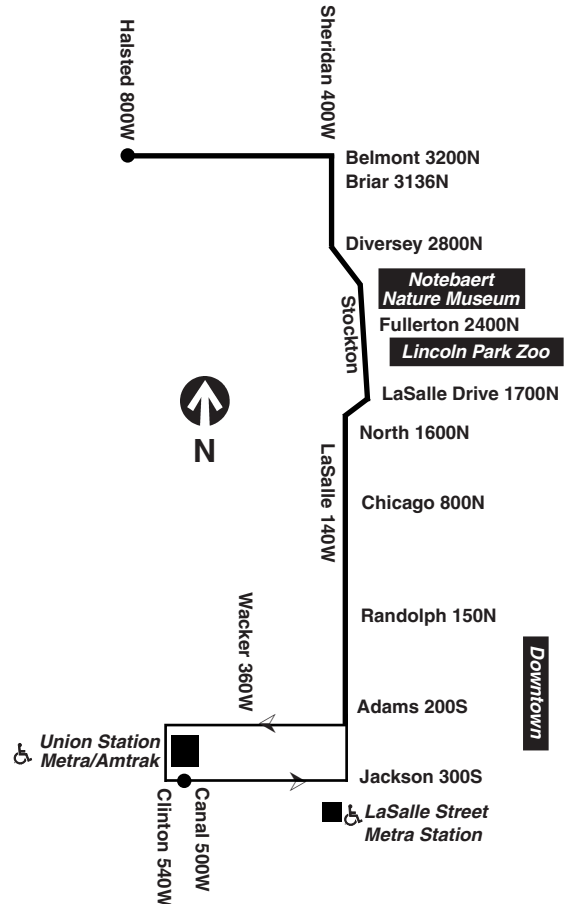 Halsted 800W
Sheridan 400W
Belmont 3200N
Briar 3136N
Diversey 2800N
Notebaert
Nature Museum
Stockton
Fullerton 2400N
Lincoln Park Zoo
LaSalle Drive 1700N
North 1600N
N
LaSalle 140W
Chicago 800N
Randolph 150N
Wacker 360W
Downtown
Adams 200S
Union Station
Metra/Amtrak
Jackson 300S
Clinton 540W
Canal 500W
LaSalle Street
Metra Station